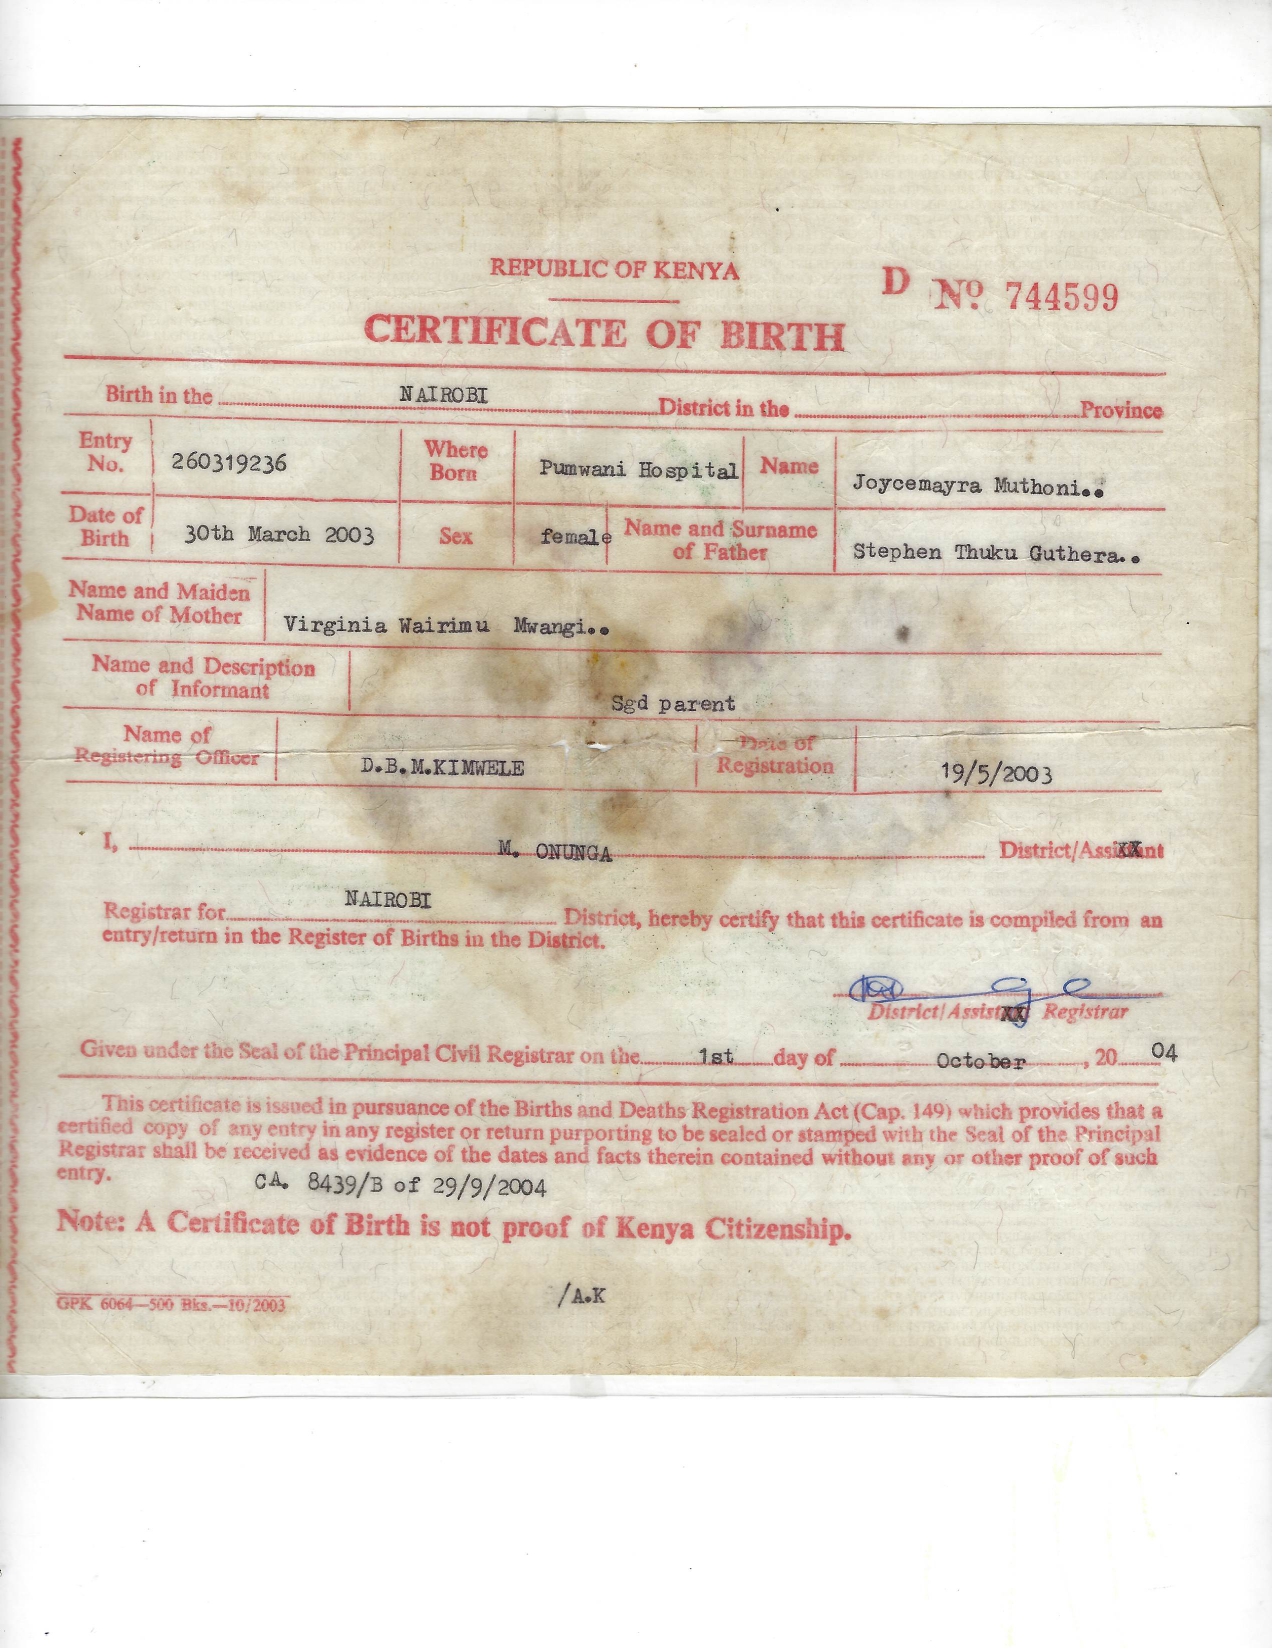 REPUBLIC OF KENYA
D Nº 744599
CERTIFICATE OF BIRTH
Birth in the NAIROBI District in the Province
Entry No. 260319236 Where Born Pumwani Hospital Name Joycemayra Muthoni..
Date of Birth 30th March 2003 Sex female Name and Surname of Father Stephen Thuku Guthera..
Name and Maiden Name of Mother Virginia Wairimu Mwangi..
Name and Description of Informant Sgd parent
Name of Registering Officer D.B.M.KIMWELE Date of Registration 19/5/2003
I, M. ONUNGA District/AssiXXnt
Registrar for NAIROBI District, hereby certify that this certificate is compiled from an
entry/return in the Register of Births in the District.
District/AssistXX Registrar
Given under the Seal of the Principal Civil Registrar on the 1st day of October, 20 04
This certificate is issued in pursuance of the Births and Deaths Registration Act (Cap. 149) which provides that a
certified copy of any entry in any register or return purporting to be sealed or stamped with the Seal of the Principal
Registrar shall be received as evidence of the dates and facts therein contained without any or other proof of such
entry.
CA. 8439/B of 29/9/2004
Note: A Certificate of Birth is not proof of Kenya Citizenship.
GPK 6064—500 Bks.—10/2003
/A.K